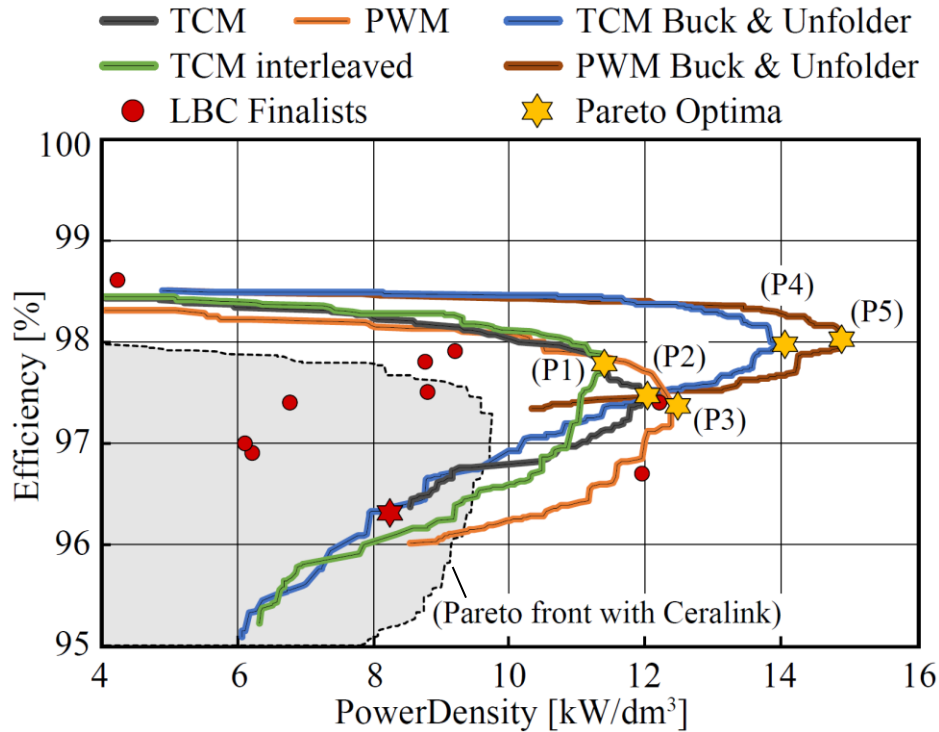 TCM PWM TCM Buck & Unfolder
TCM interleaved PWM Buck & Unfolder
LBC Finalists Pareto Optima
100
99
98
97
96
95
Efficiency [%]
(P4)
(P5)
(P1)
(P2)
(P3)
(Pareto front with Ceralink)
4 6 8 10 12 14 16
PowerDensity [kW/dm³]